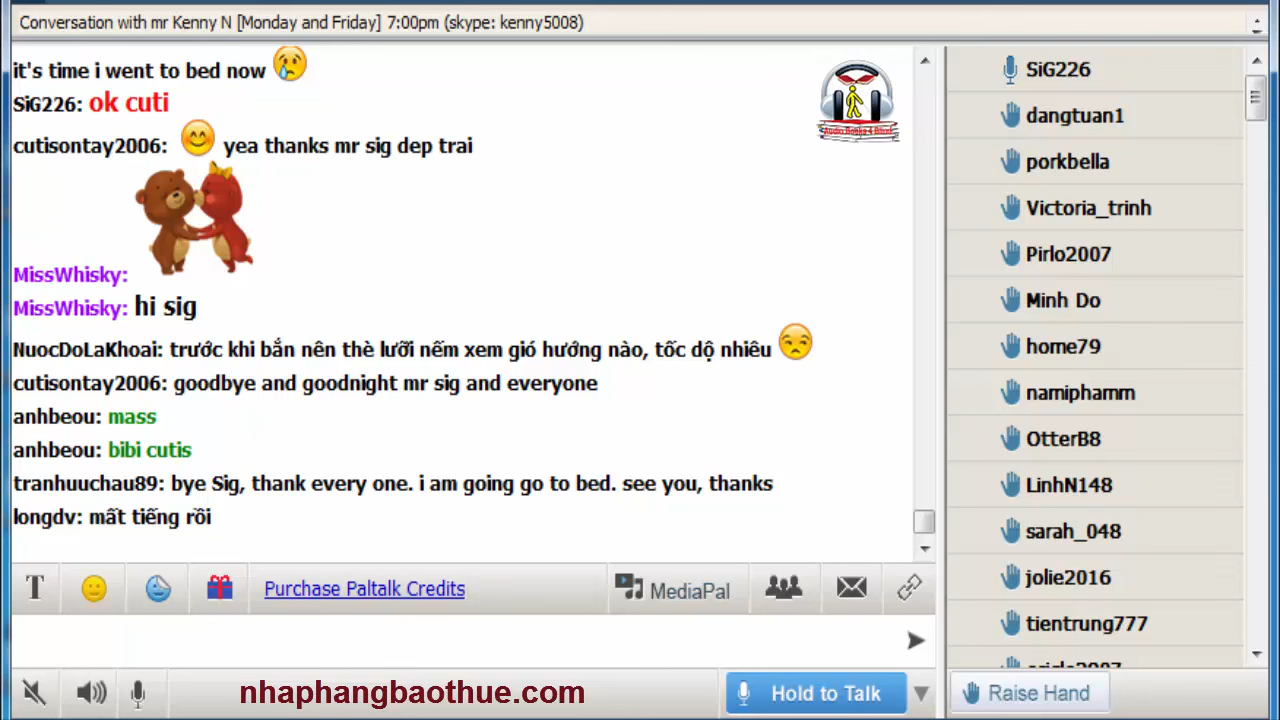 Conversation with mr Kenny N [Monday and Friday] 7:00pm (skype: kenny5008)
it's time i went to bed now
SiG226: ok cuti
cutisontay2006: yea thanks mr sig dep trai
MissWhisky:
MissWhisky: hi sig
NuocDoLaKhoai: trước khi bắn nên thè lưỡi nếm xem gió hướng nào, tốc dộ nhiêu
cutisontay2006: goodbye and goodnight mr sig and everyone
anhbeou: mass
anhbeou: bibi cutis
tranhuuchau89: bye Sig, thank every one. i am going go to bed. see you, thanks
longdv: mất tiếng rồi
Audio Books 4 Blind
T
Purchase Paltalk Credits
MediaPal
nhaphangbaothue.com
Hold to Talk
SiG226
dangtuan1
porkbella
Victoria_trinh
Pirlo2007
Minh Do
home79
namiphamm
OtterB8
LinhN148
sarah_048
jolie2016
tientrung777
Raise Hand